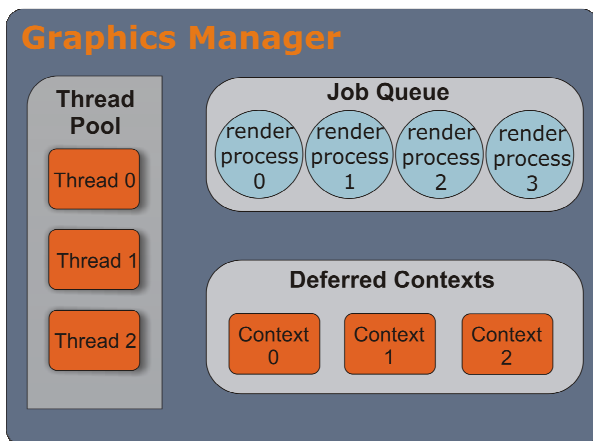 Graphics Manager
Thread
Pool
Thread 0
Thread 1
Thread 2
Job Queue
render
process
0
render
process
1
render
process
2
render
process
3
Deferred Contexts
Context
0
Context
1
Context
2